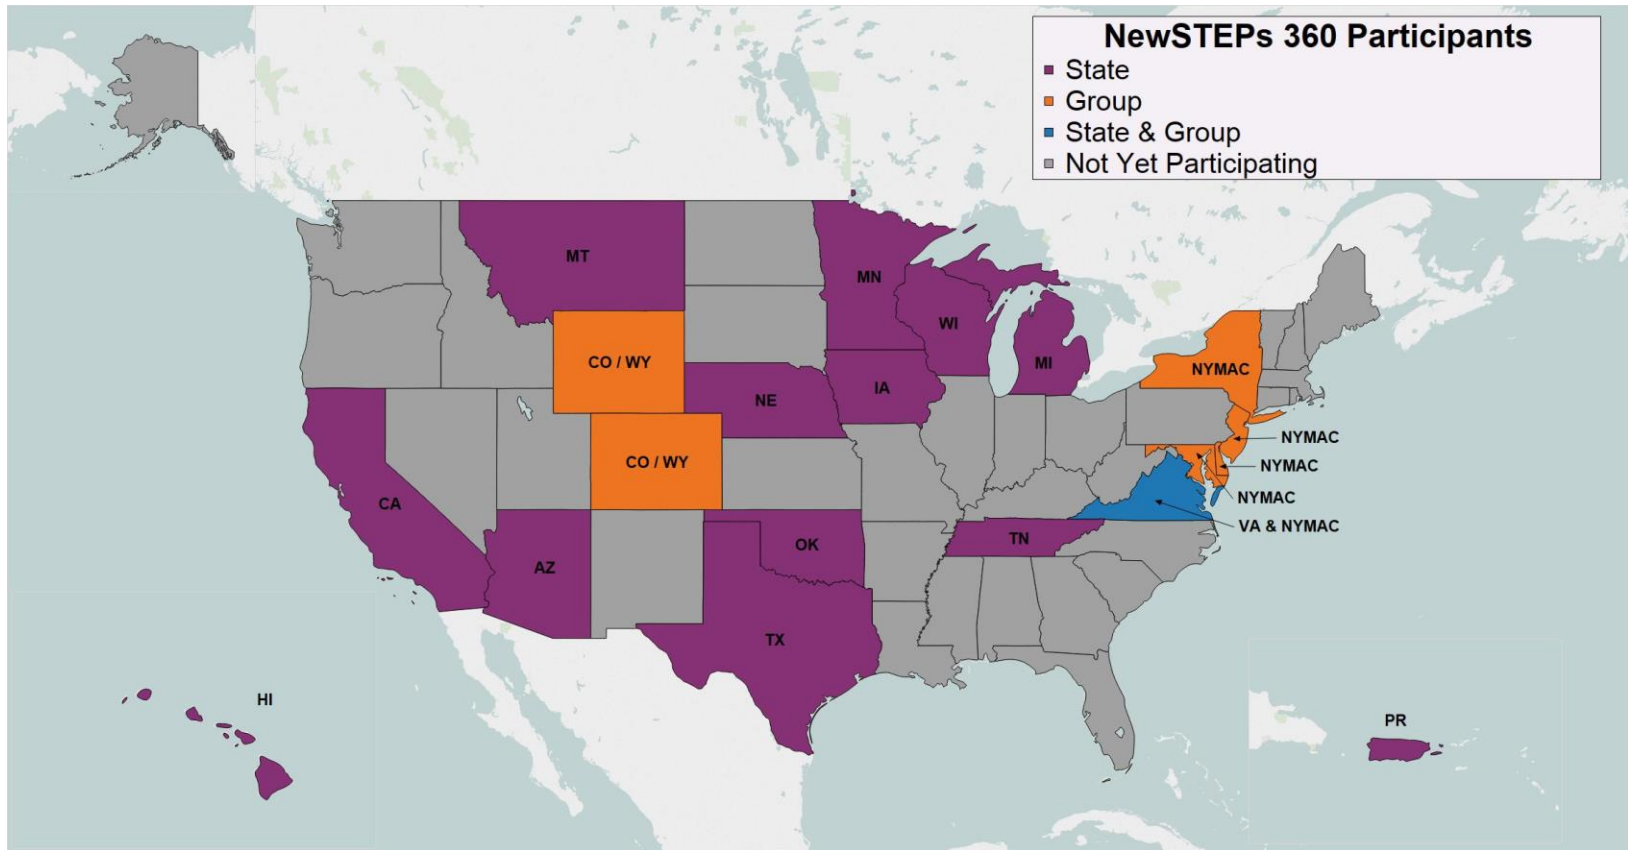 NewSTEPs 360 Participants
State
Group
State & Group
Not Yet Participating
MT
MN
WI
MI
CO / WY
NYMAC
NE
IA
NYMAC
CO / WY
NYMAC
NYMAC
CA
VA & NYMAC
OK
TN
AZ
TX
HI
PR